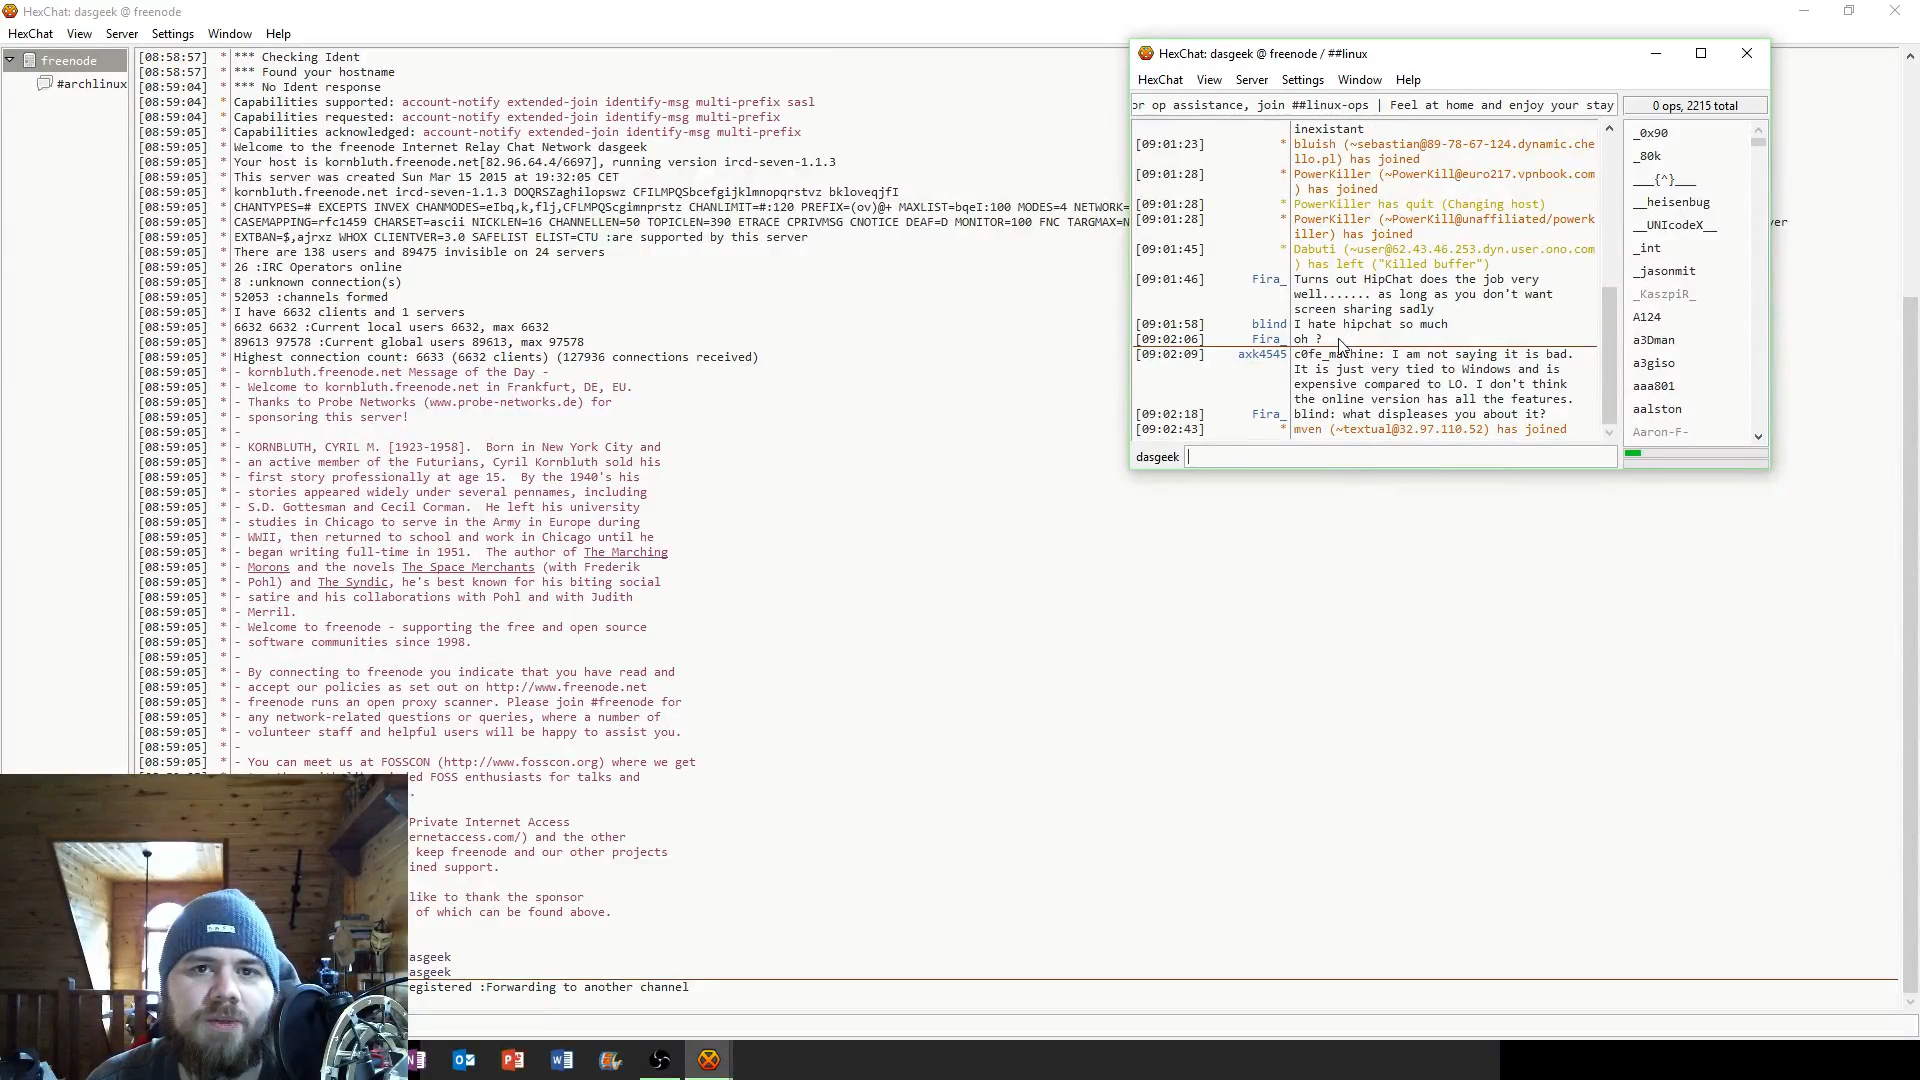 HexChat: dasgeek @ freenode
HexChat View Server Settings Window Help
freenode
#archlinux
[08:58:57] * *** Checking Ident
[08:58:57] * *** Found your hostname
[08:59:04] * *** No Ident response
[08:59:04] * Capabilities supported: account-notify extended-join identify-msg multi-prefix sasl
[08:59:04] * Capabilities requested: account-notify extended-join identify-msg multi-prefix
[08:59:05] * Capabilities acknowledged: account-notify extended-join identify-msg multi-prefix
[08:59:05] * Welcome to the freenode Internet Relay Chat Network dasgeek
[08:59:05] * Your host is kornbluth.freenode.net[82.96.64.4/6697], running version ircd-seven-1.1.3
[08:59:05] * This server was created Sun Mar 15 2015 at 19:32:05 CET
[08:59:05] * kornbluth.freenode.net ircd-seven-1.1.3 DOQRSZaghilopswz CFILMPQSbcefgijklmnopqrstvz bkloveqjfI
[08:59:05] * CHANTYPES=# EXCEPTS INVEX CHANMODES=eIbq,k,flj,CFLMPQScgimnprstz CHANLIMIT=#:120 PREFIX=(ov)@+ MAXLIST=bqeI:100 MODES=4 NETWORK=
[08:59:05] * CASEMAPPING=rfc1459 CHARSET=ascii NICKLEN=16 CHANNELLEN=50 TOPICLEN=390 ETRACE CPRIVMSG CNOTICE DEAF=D MONITOR=100 FNC TARGMAX=N
ver
[08:59:05] * EXTBAN=$,ajrxz WHOX CLIENTVER=3.0 SAFELIST ELIST=CTU :are supported by this server
[08:59:05] * There are 138 users and 89475 invisible on 24 servers
[08:59:05] * 26 :IRC Operators online
[08:59:05] * 8 :unknown connection(s)
[08:59:05] * 52053 :channels formed
[08:59:05] * I have 6632 clients and 1 servers
[08:59:05] * 6632 6632 :Current local users 6632, max 6632
[08:59:05] * 89613 97578 :Current global users 89613, max 97578
[08:59:05] * Highest connection count: 6633 (6632 clients) (127936 connections received)
[08:59:05] * - kornbluth.freenode.net Message of the Day -
[08:59:05] * - Welcome to kornbluth.freenode.net in Frankfurt, DE, EU.
[08:59:05] * - Thanks to Probe Networks (www.probe-networks.de) for
[08:59:05] * - sponsoring this server!
[08:59:05] * -
[08:59:05] * - KORNBLUTH, CYRIL M. [1923-1958]. Born in New York City and
[08:59:05] * - an active member of the Futurians, Cyril Kornbluth sold his
[08:59:05] * - first story professionally at age 15. By the 1940's his
[08:59:05] * - stories appeared widely under several pennames, including
[08:59:05] * - S.D. Gottesman and Cecil Corman. He left his university
[08:59:05] * - studies in Chicago to serve in the Army in Europe during
[08:59:05] * - WWII, then returned to school and work in Chicago until he
[08:59:05] * - began writing full-time in 1951. The author of The Marching
[08:59:05] * - Morons and the novels The Space Merchants (with Frederik
[08:59:05] * - Pohl) and The Syndic, he's best known for his biting social
[08:59:05] * - satire and his collaborations with Pohl and with Judith
[08:59:05] * - Merril.
[08:59:05] * - Welcome to freenode - supporting the free and open source
[08:59:05] * - software communities since 1998.
[08:59:05] * -
[08:59:05] * - By connecting to freenode you indicate that you have read and
[08:59:05] * - accept our policies as set out on http://www.freenode.net
[08:59:05] * - freenode runs an open proxy scanner. Please join #freenode for
[08:59:05] * - any network-related questions or queries, where a number of
[08:59:05] * - volunteer staff and helpful users will be happy to assist you.
[08:59:05] * -
[08:59:05] * - You can meet us at FOSSCON (http://www.fosscon.org) where we get
ed FOSS enthusiasts for talks and
.
Private Internet Access
ernetaccess.com/) and the other
keep freenode and our other projects
ined support.
like to thank the sponsor
of which can be found above.
asgeek
asgeek
egistered :Forwarding to another channel
HexChat: dasgeek @ freenode / ##linux
HexChat View Server Settings Window Help
or op assistance, join ##linux-ops | Feel at home and enjoy your stay
0 ops, 2215 total
inexistant
[09:01:23] * bluish (~sebastian@89-78-67-124.dynamic.che
llo.pl) has joined
[09:01:28] * PowerKiller (~PowerKill@euro217.vpnbook.com
) has joined
[09:01:28] * PowerKiller has quit (Changing host)
[09:01:28] * PowerKiller (~PowerKill@unaffiliated/powerk
iller) has joined
[09:01:45] * Dabuti (~user@62.43.46.253.dyn.user.ono.com
) has left ("Killed buffer")
[09:01:46] Fira_ Turns out HipChat does the job very
well....... as long as you don't want
screen sharing sadly
[09:01:58] blind I hate hipchat so much
[09:02:06] Fira_ oh ?
[09:02:09] axk4545 c0fe_machine: I am not saying it is bad.
It is just very tied to Windows and is
expensive compared to LO. I don't think
the online version has all the features.
[09:02:18] Fira_ blind: what displeases you about it?
[09:02:43] * mven (~textual@32.97.110.52) has joined
dasgeek
_0x90
_80k
___{^}___
__heisenbug
__UNICodeX__
_int
_jasonmit
_KaszpiR_
A124
a3Dman
a3giso
aaa801
aalston
Aaron-F-